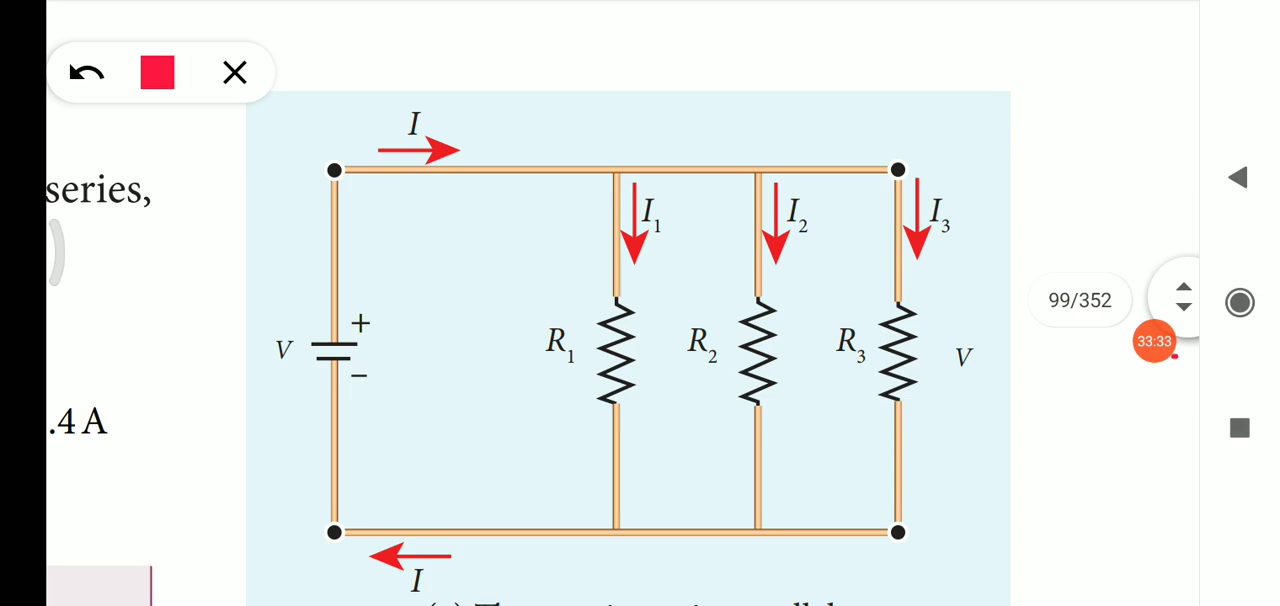 I
series,
I1 I2 I3
99/352
+
V R1 R2 R3 V
33:33
−
.4 A
I